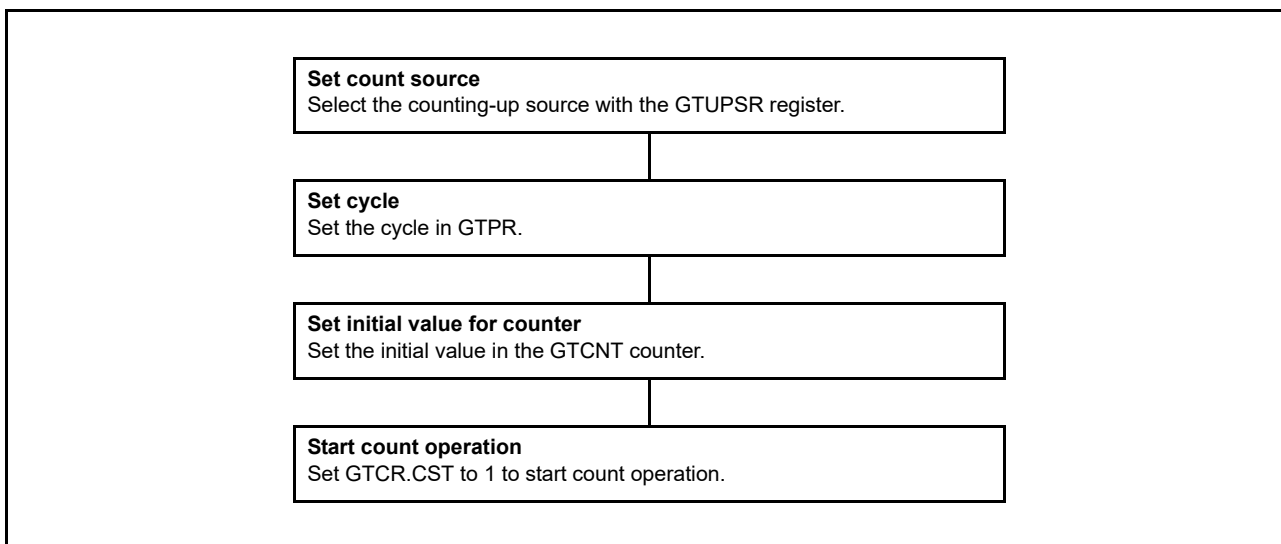 Set count source
Select the counting-up source with the GTUPSR register.
Set cycle
Set the cycle in GTPR.
Set initial value for counter
Set the initial value in the GTCNT counter.
Start count operation
Set GTCR.CST to 1 to start count operation.